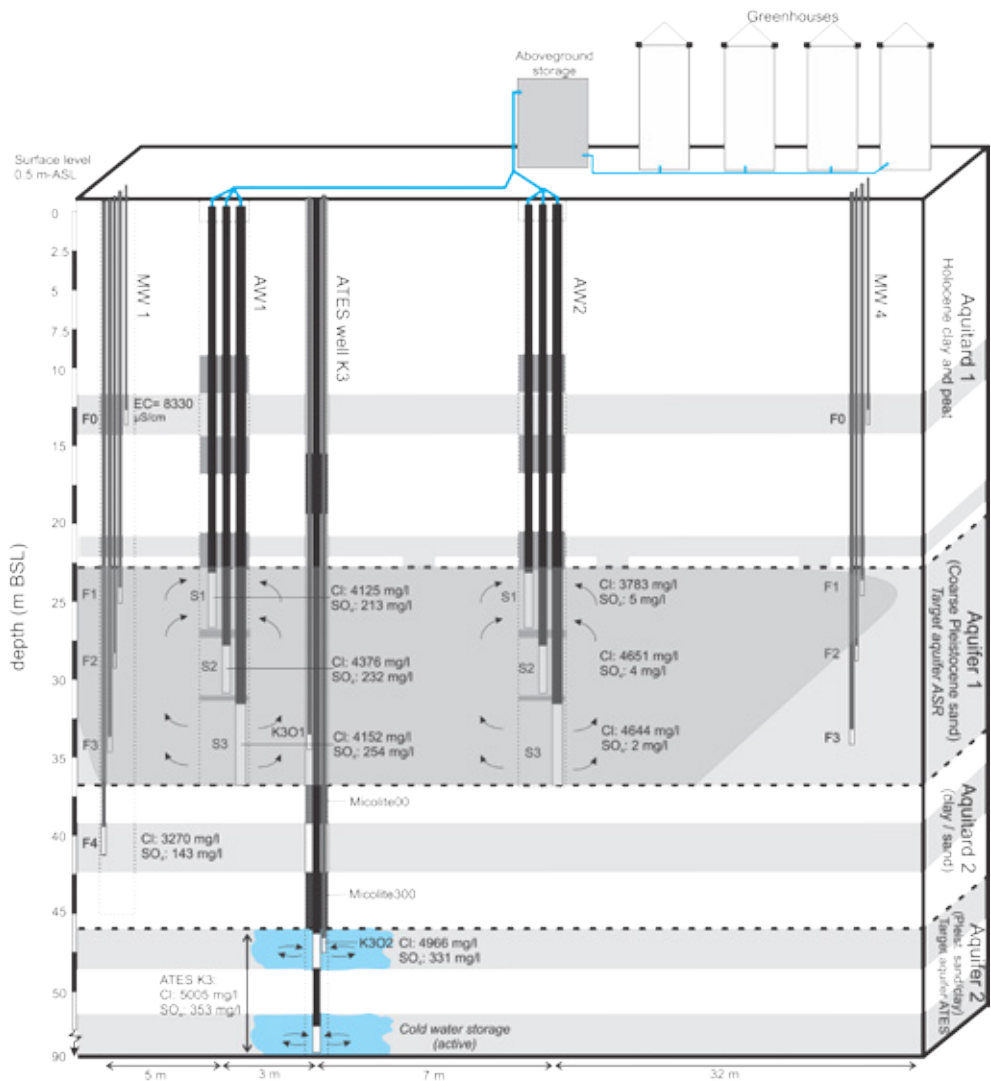 Greenhouses
Aboveground
storage
Surface level
0.5 m-ASL
depth (m BSL)
0
2.5
5
7.5
10
15
20
25
30
35
40
45
50
90
MW 1
AW1
ATES well K3
AW2
MW 4
Aquitard 1
Holocene clay and peat
F0
EC= 8330
µS/cm
F0
Aquifer 1
(Coarse Pleistocene sand)
Target aquifer ASR
F1
S1
Cl: 4125 mg/l
SO₄: 213 mg/l
S1
Cl: 3783 mg/l
SO₄: 5 mg/l
F1
F2
S2
Cl: 4376 mg/l
SO₄: 232 mg/l
S2
Cl: 4651 mg/l
SO₄: 4 mg/l
F2
F3
S3
K3O1
Cl: 4152 mg/l
SO₄: 254 mg/l
S3
Cl: 4644 mg/l
SO₄: 2 mg/l
F3
Aquitard 2
(clay / sand)
Micolite00
F4
Cl: 3270 mg/l
SO₄: 143 mg/l
Micolite300
Aquifer 2
(Pleist. sand/clay)
Target aquifer ATES
K3O2
Cl: 4966 mg/l
SO₄: 331 mg/l
ATES K3:
Cl: 5005 mg/l
SO₄: 353 mg/l
Cold water storage
(active)
5 m
3 m
7 m
32 m